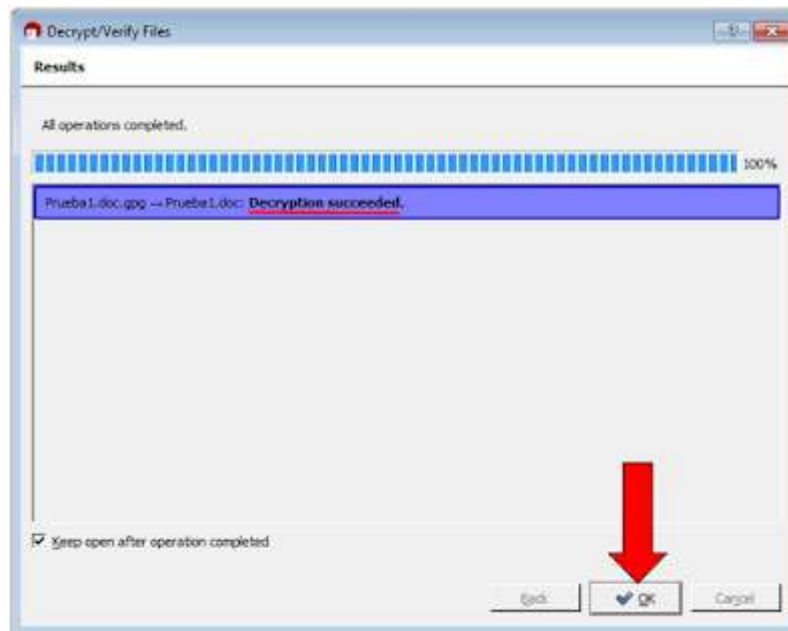 Decrypt/Verify Files
Results
All operations completed.
100%
Prueba1.doc.gpg → Prueba1.doc: Decryption succeeded.
Keep open after operation completed
Back
OK
Cancel